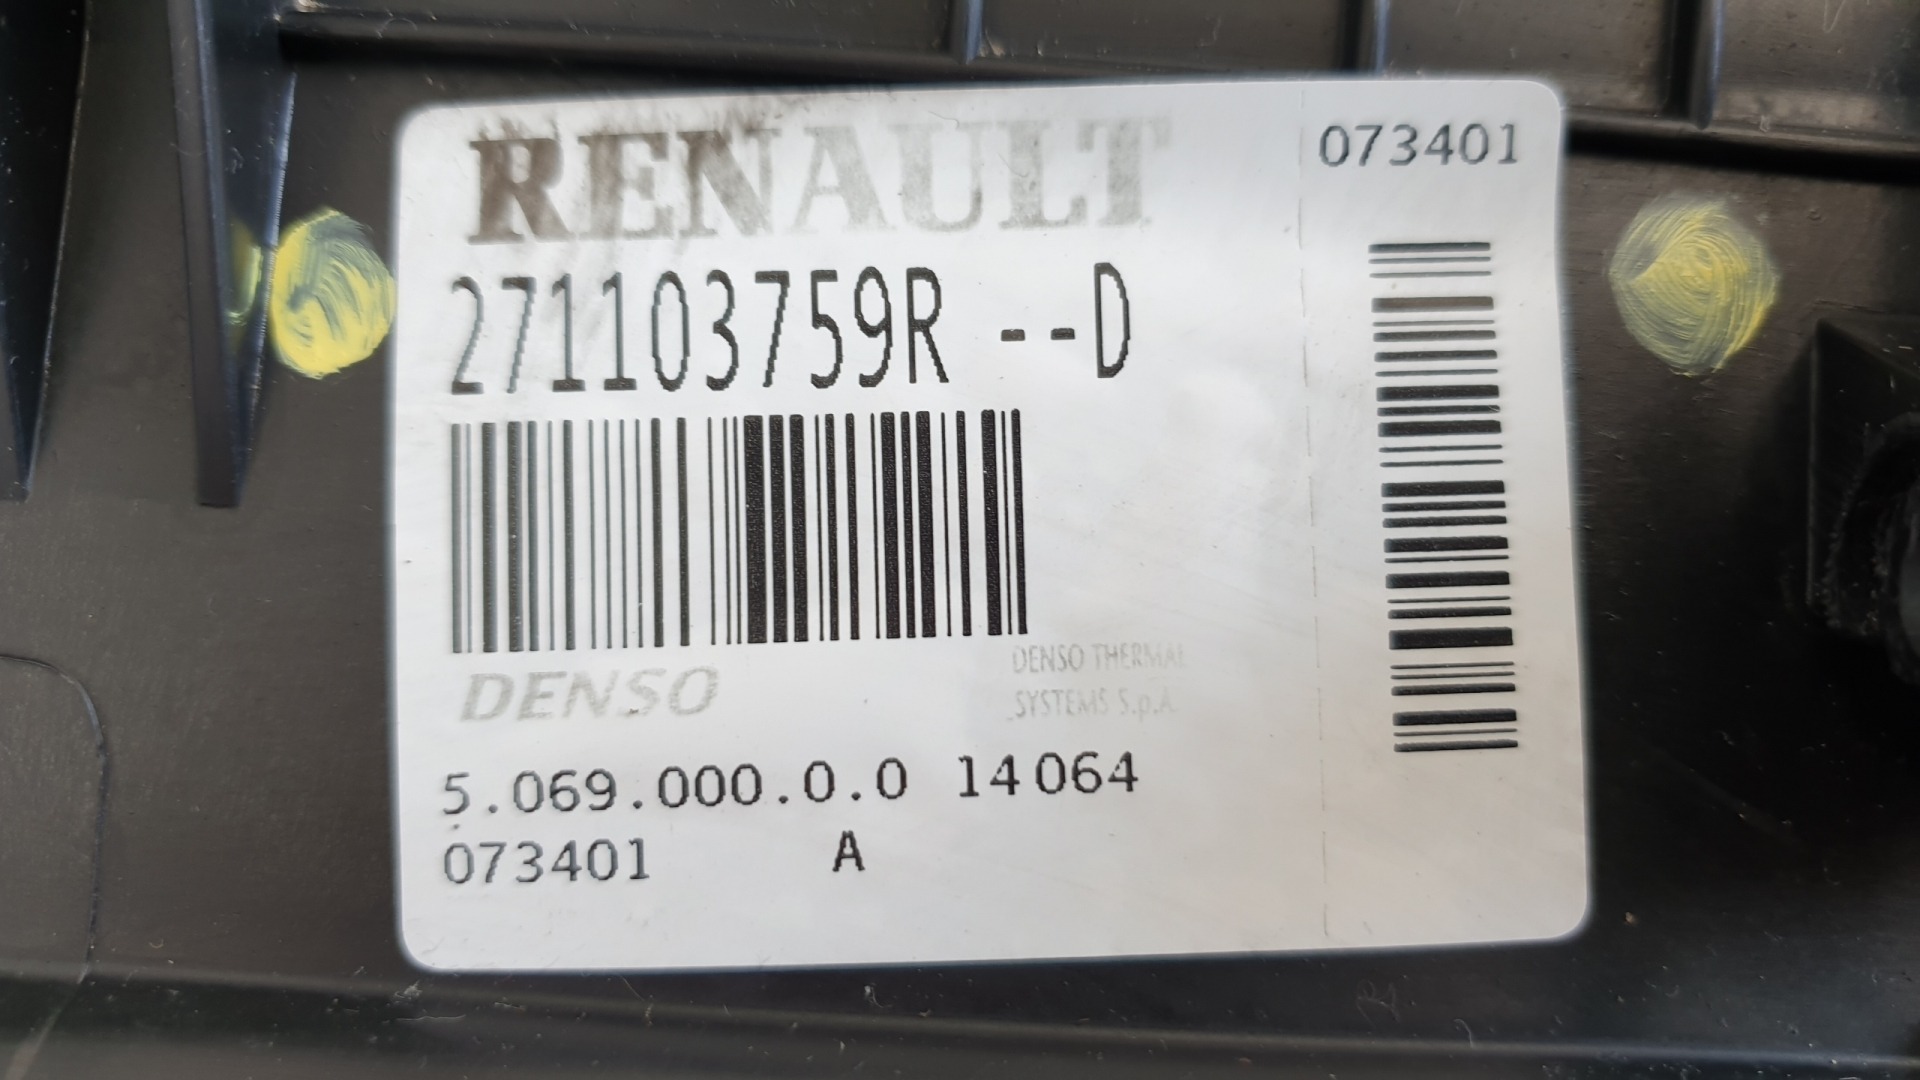 RENAULT
073401
271103759R --D
DENSO
DENSO THERMAL
SYSTEMS S.p.A.
5.069.000.0.0 14064
073401 A